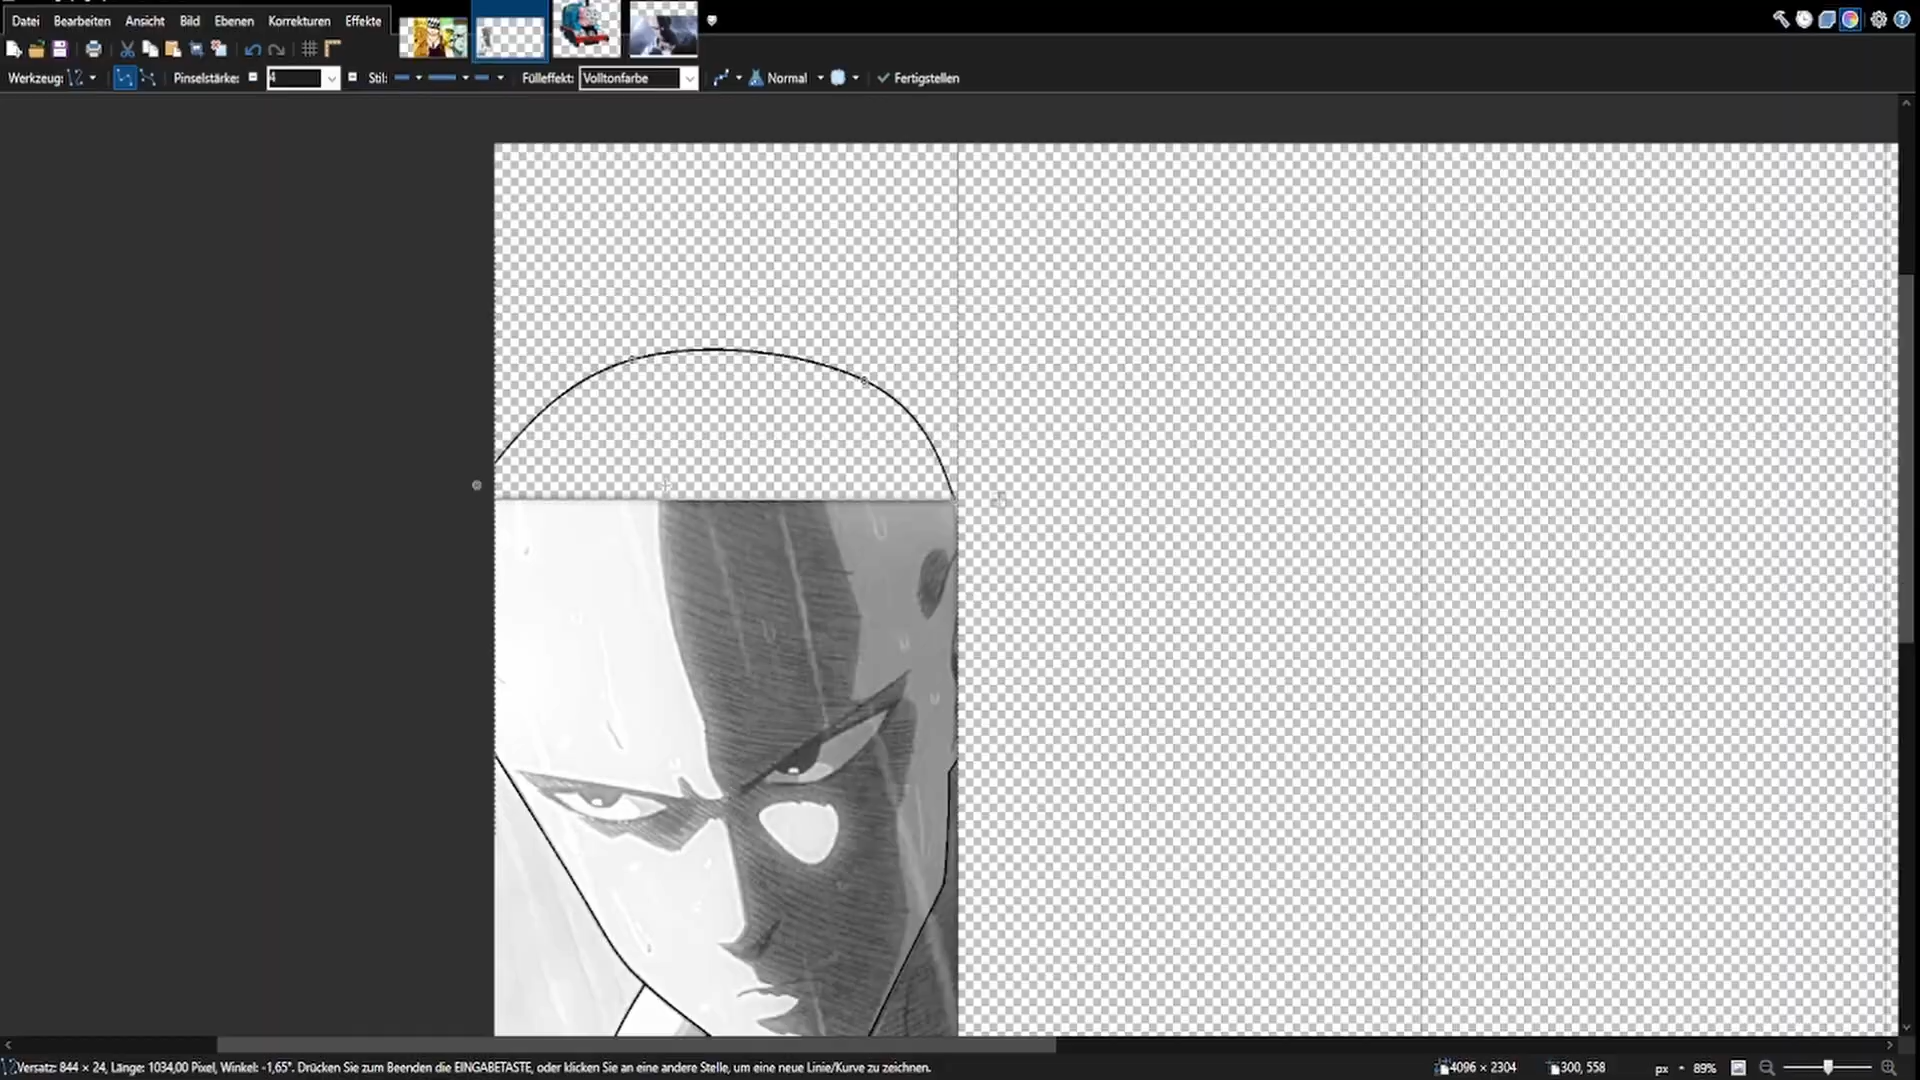 Datei Bearbeiten Ansicht Bild Ebenen Korrekturen Effekte
Werkzeug: Pinselstärke: 4 Stil: Fülleffekt: Volltonfarbe Normal Fertigstellen
Versatz: 844 × 24, Länge: 1034,00 Pixel, Winkel: -1,65°. Drücken Sie zum Beenden die EINGABETASTE, oder klicken Sie an eine andere Stelle, um eine neue Linie/Kurve zu zeichnen. 4096 × 2304 300, 558 px 89%